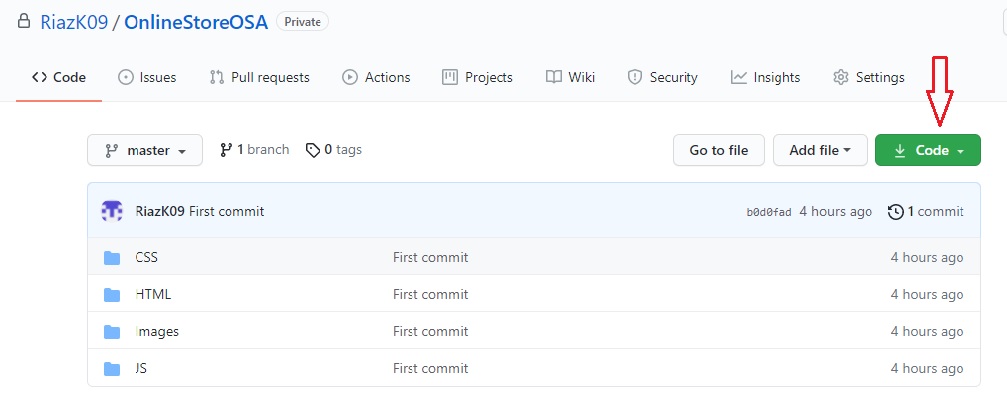 RiazK09 / OnlineStoreOSA Private
Code Issues Pull requests Actions Projects Wiki Security Insights Settings
master 1 branch 0 tags Go to file Add file Code
RiazK09 First commit b0d0fad 4 hours ago 1 commit
CSS First commit 4 hours ago
HTML First commit 4 hours ago
Images First commit 4 hours ago
JS First commit 4 hours ago